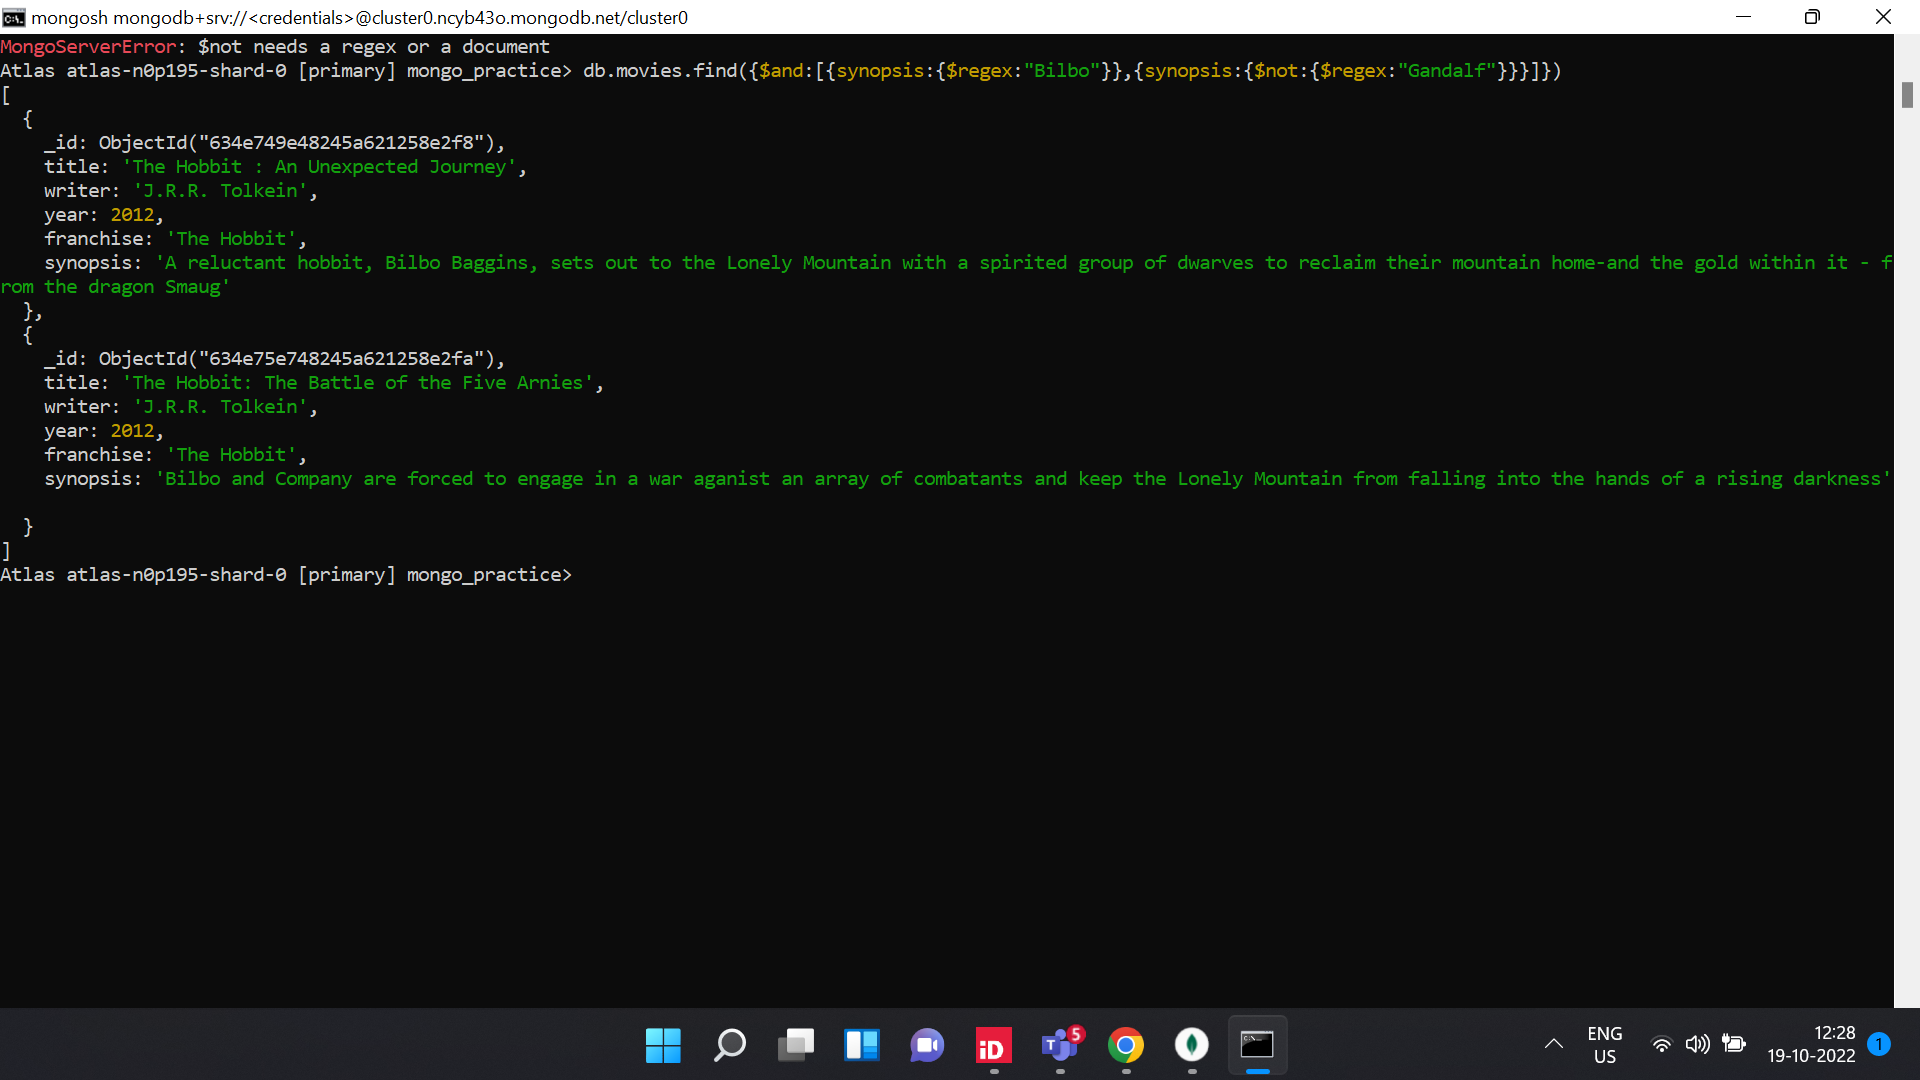 mongosh mongodb+srv://<credentials>@cluster0.ncyb43o.mongodb.net/cluster0
MongoServerError: $not needs a regex or a document
Atlas atlas-n0p195-shard-0 [primary] mongo_practice> db.movies.find({$and:[{synopsis:{$regex:"Bilbo"}},{synopsis:{$not:{$regex:"Gandalf"}}}]})
[
  {
    _id: ObjectId("634e749e48245a621258e2f8"),
    title: 'The Hobbit : An Unexpected Journey',
    writer: 'J.R.R. Tolkein',
    year: 2012,
    franchise: 'The Hobbit',
    synopsis: 'A reluctant hobbit, Bilbo Baggins, sets out to the Lonely Mountain with a spirited group of dwarves to reclaim their mountain home-and the gold within it - f
rom the dragon Smaug'
  },
  {
    _id: ObjectId("634e75e748245a621258e2fa"),
    title: 'The Hobbit: The Battle of the Five Arnies',
    writer: 'J.R.R. Tolkein',
    year: 2012,
    franchise: 'The Hobbit',
    synopsis: 'Bilbo and Company are forced to engage in a war aganist an array of combatants and keep the Lonely Mountain from falling into the hands of a rising darkness'
  }
]
Atlas atlas-n0p195-shard-0 [primary] mongo_practice>
iD
T
5
ENG
US
12:28
19-10-2022
1